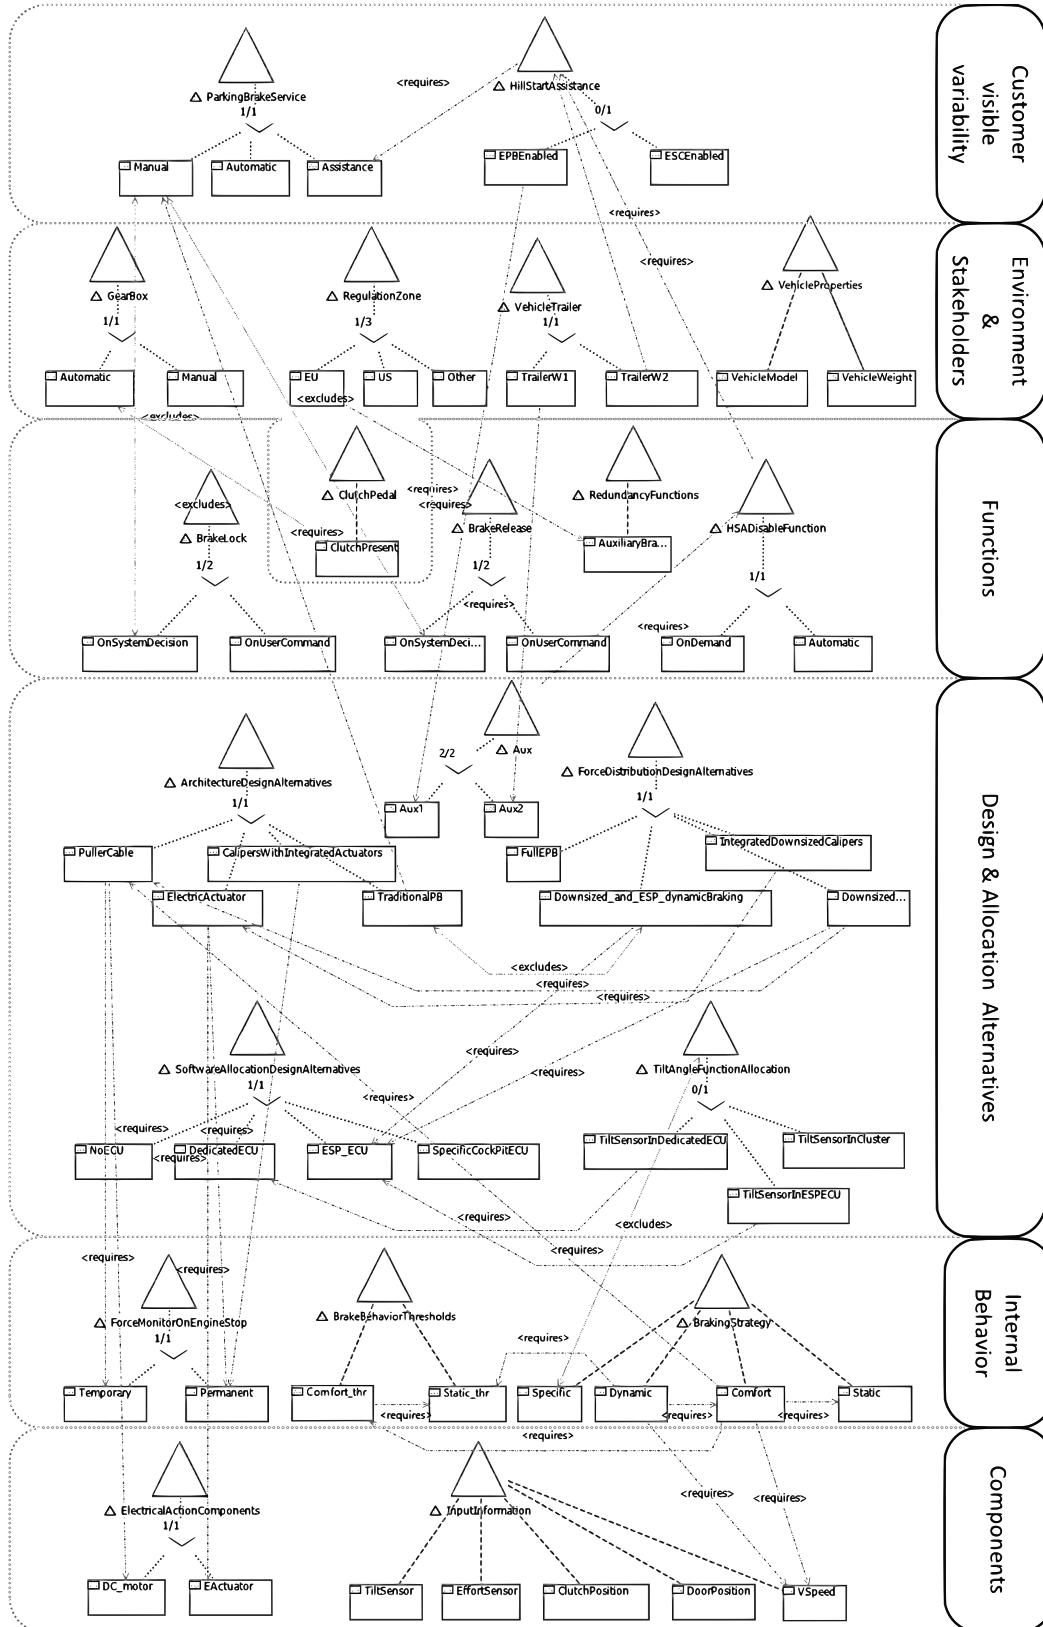 Customer
visible
variability
<requires>
HillStartAssistance
ParkingBrakeService
1/1
0/1
Manual
Automatic
Assistance
EPBEnabled
ESCEnabled
<requires>
Environment
&
Stakeholders
<requires>
GearBox
RegulationZone
VehicleTrailer
VehicleProperties
1/1
1/3
1/1
Automatic
Manual
EU
US
Other
TrailerW1
TrailerW2
VehicleModel
VehicleWeight
<excludes>
<excludes>
Functions
ClutchPedal
<requires>
<requires>
RedundancyFunctions
<excludes>
BrakeLock
<requires>
BrakeRelease
HSADisableFunction
ClutchPresent
AuxiliaryBra...
1/2
1/2
1/1
<requires>
<requires>
OnSystemDecision
OnUserCommand
OnSystemDeci...
OnUserCommand
OnDemand
Automatic
Design & Allocation Alternatives
Aux
2/2
ArchitectureDesignAlternatives
ForceDistributionDesignAlternatives
1/1
1/1
Aux1
Aux2
PullerCable
CalipersWithIntegratedActuators
FullEPB
IntegratedDownsizedCalipers
ElectricActuator
TraditionalPB
Downsized_and_ESP_dynamicBraking
Downsized...
<excludes>
<requires>
<requires>
<requires>
SoftwareAllocationDesignAlternatives
<requires>
TiltAngleFunctionAllocation
1/1
<requires>
0/1
<requires>
<requires>
NoECU
<requires>
DedicatedECU
ESP_ECU
SpecificCockPitECU
TiltSensorInDedicatedECU
TiltSensorInCluster
TiltSensorInESPECU
<requires>
<excludes>
Internal
Behavior
<requires>
<requires>
<requires>
ForceMonitorOnEngineStop
BrakeBehaviorThresholds
BrakingStrategy
1/1
<requires>
Temporary
Permanent
Comfort_thr
Static_thr
Specific
Dynamic
Comfort
Static
<requires>
<requires>
<requires>
<requires>
Components
<requires>
<requires>
ElectricalActionComponents
InputInformation
1/1
DC_motor
EActuator
TiltSensor
EffortSensor
ClutchPosition
DoorPosition
VSpeed